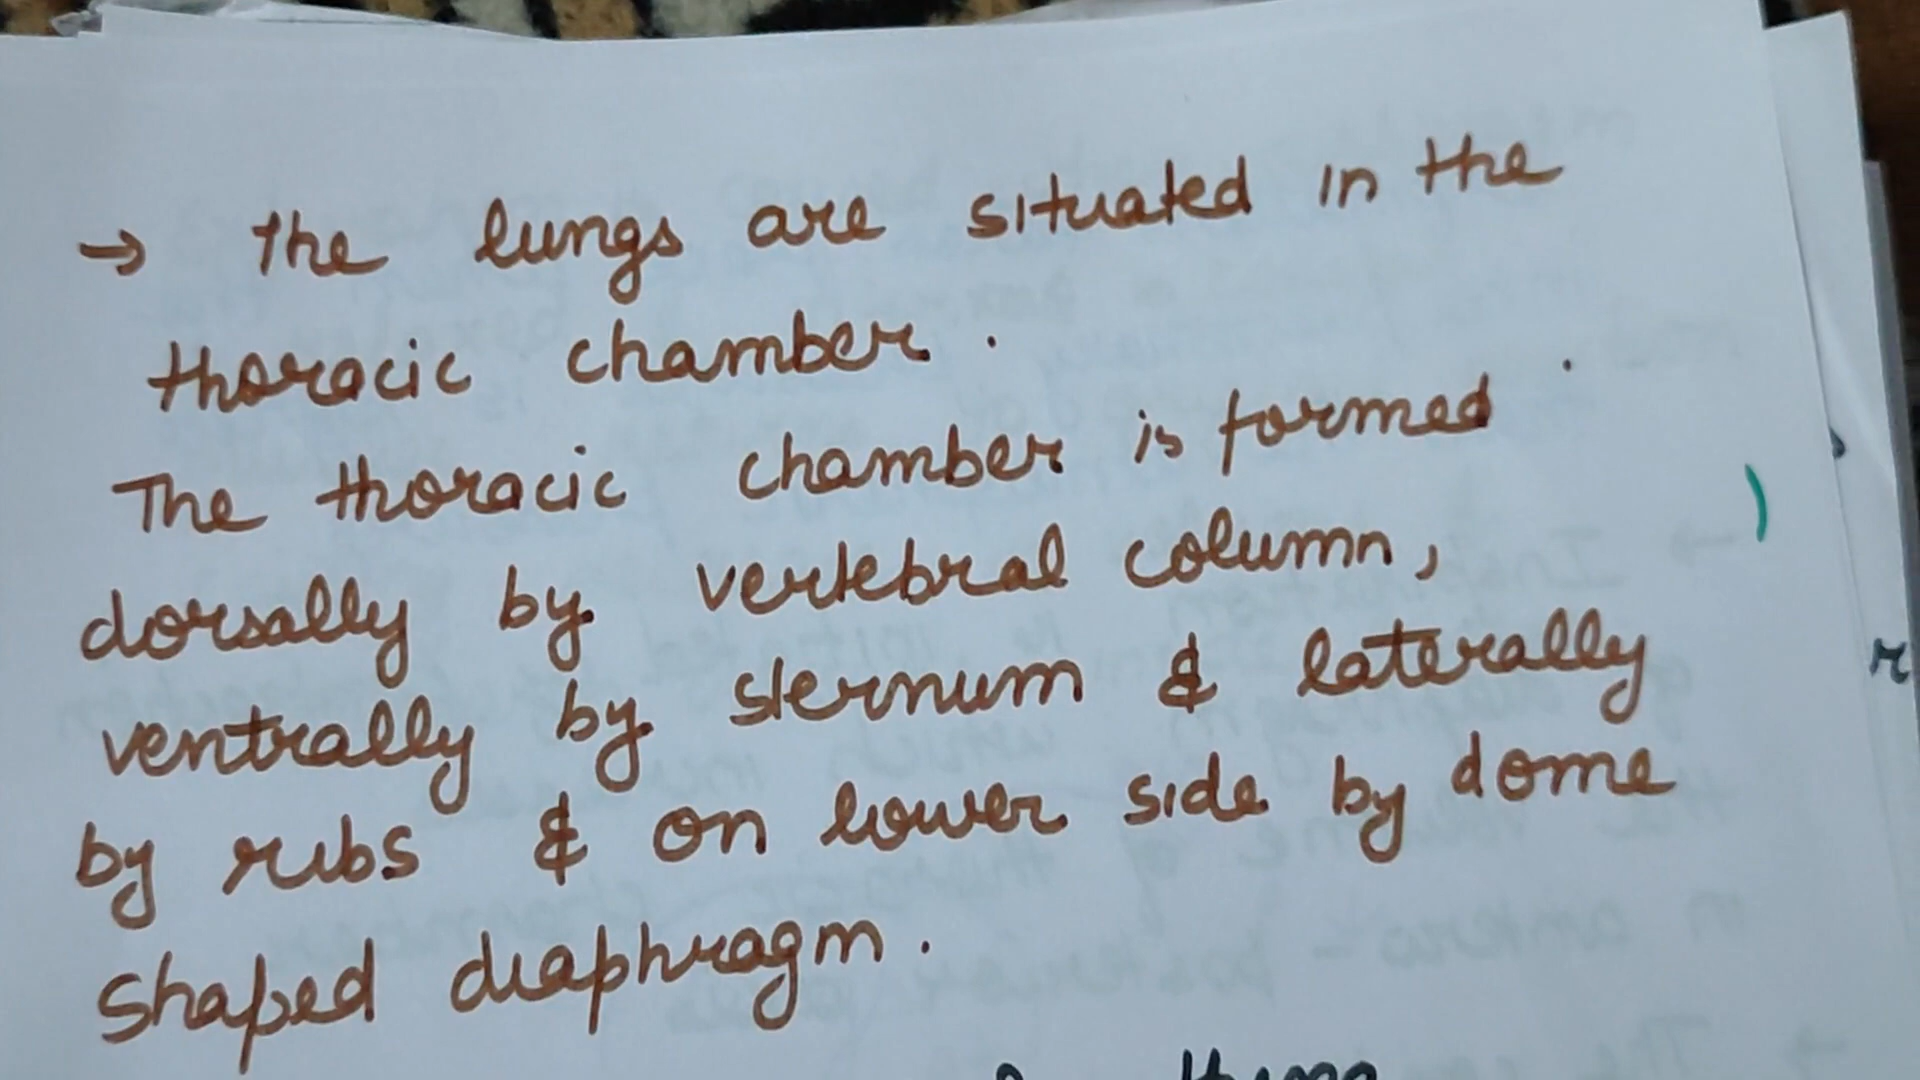 → the lungs are situated in the
thoracic chamber.
The thoracic chamber is formed
dorsally by vertebral column,
ventrally by sternum & laterally
by ribs & on lower side by dome
shaped diaphragm.